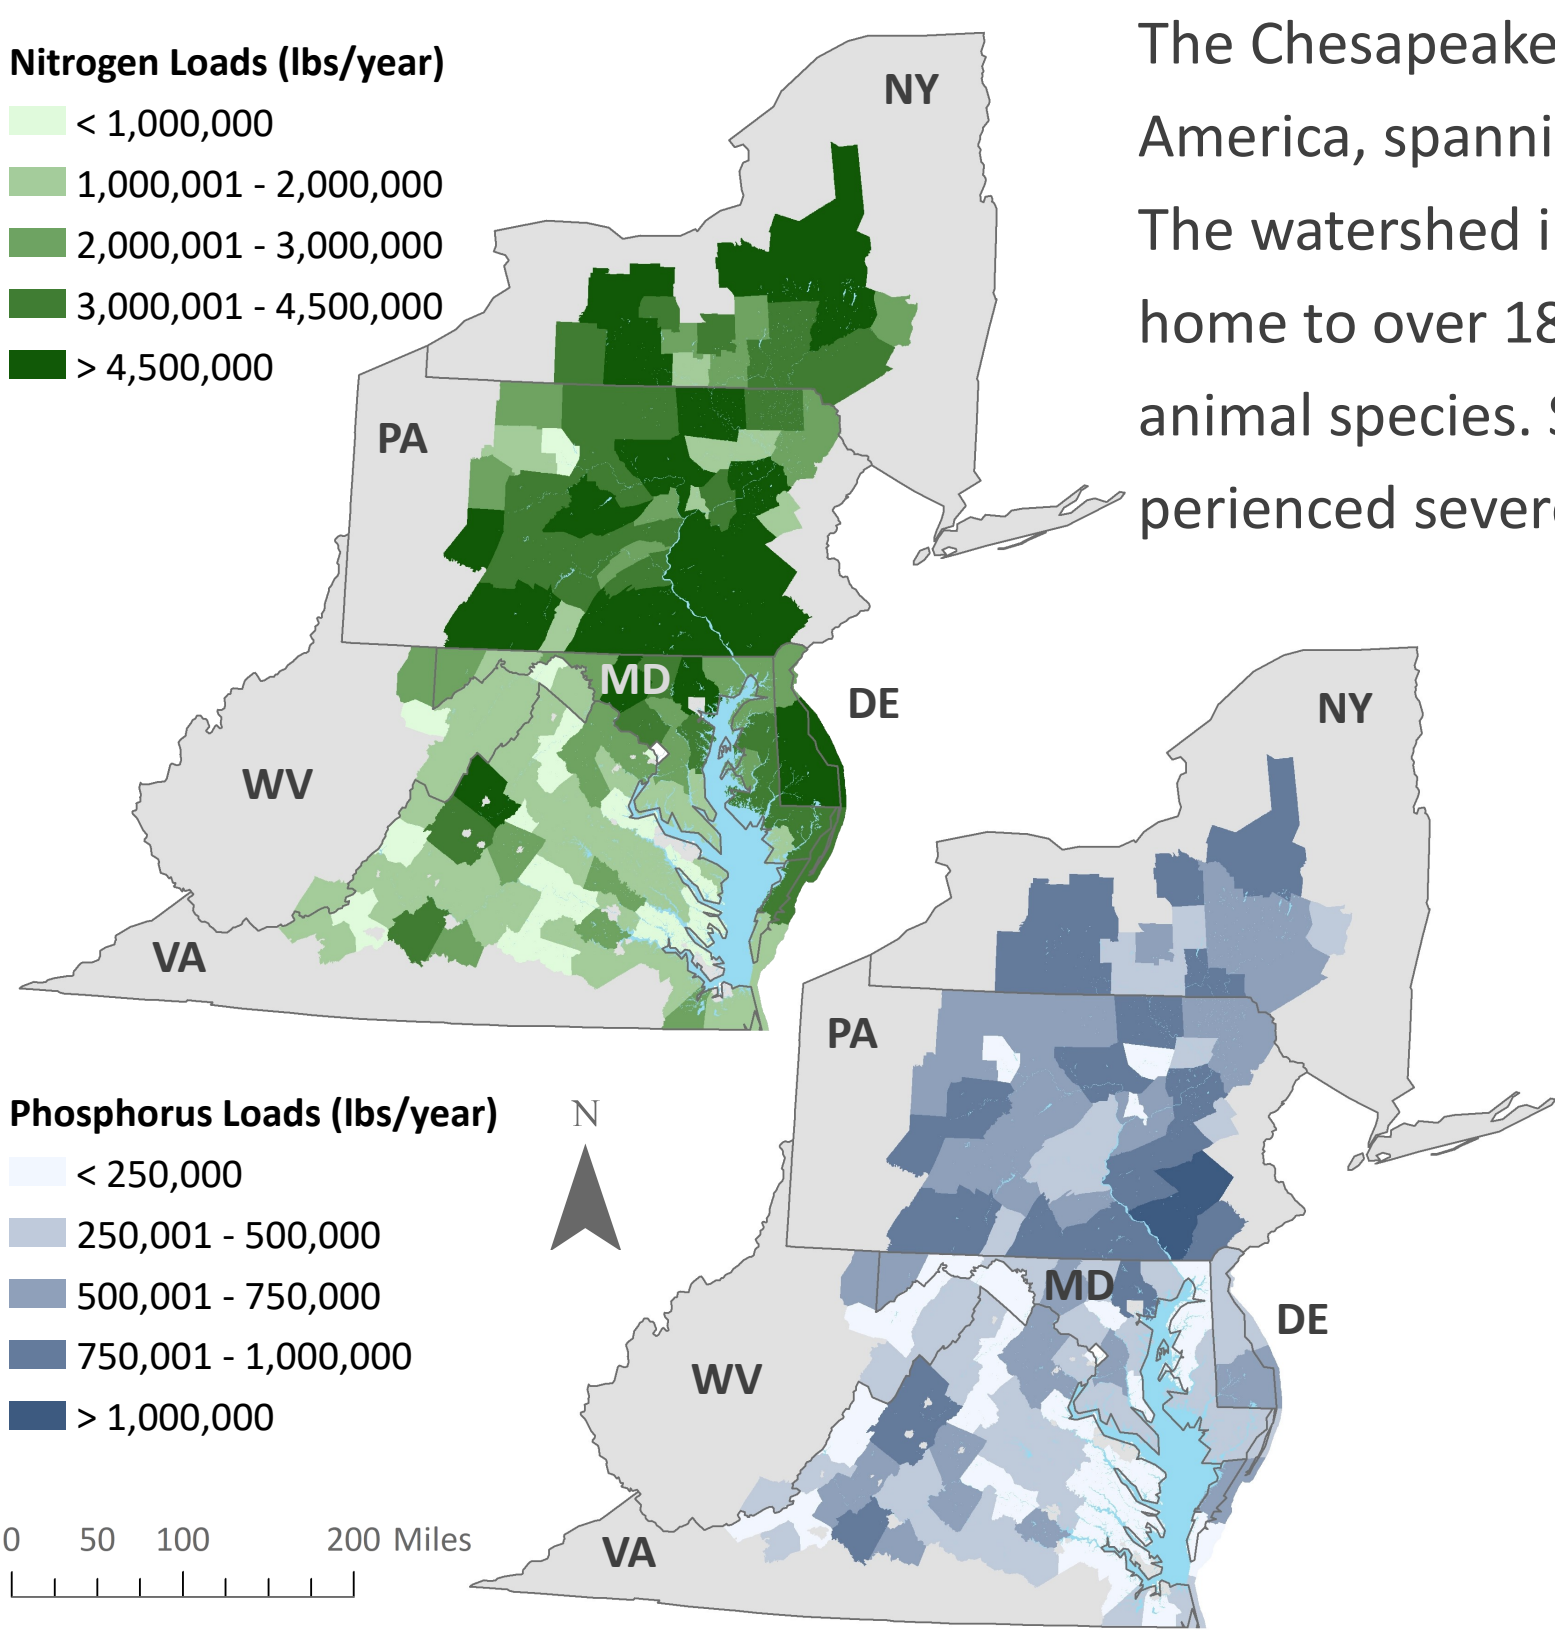 Nitrogen Loads (lbs/year)
< 1,000,000
1,000,001 - 2,000,000
2,000,001 - 3,000,000
3,000,001 - 4,500,000
> 4,500,000
NY
PA
MD
DE
WV
VA
The Chesapeake
America, spanni
The watershed i
home to over 18
animal species. S
perienced severe
Phosphorus Loads (lbs/year)
< 250,000
250,001 - 500,000
500,001 - 750,000
750,001 - 1,000,000
> 1,000,000
N
0 50 100 200 Miles
NY
PA
MD
DE
WV
VA